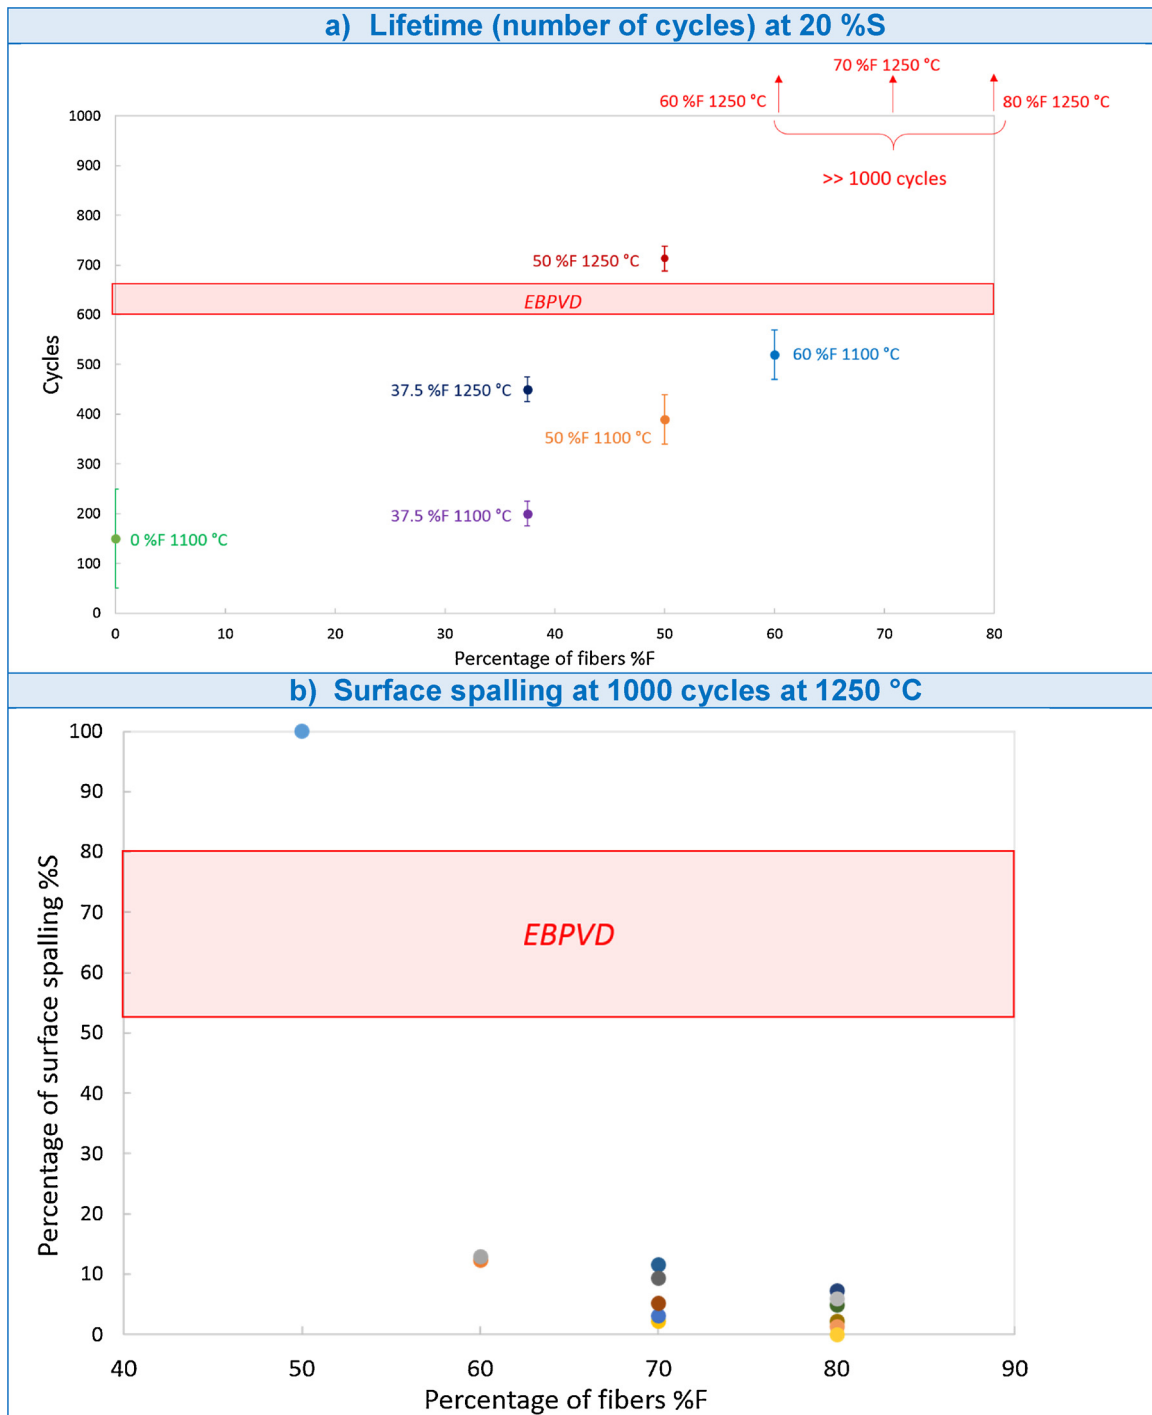 a) Lifetime (number of cycles) at 20 %S
70 %F 1250 °C
60 %F 1250 °C
80 %F 1250 °C
>> 1000 cycles
1000
900
800
700
600
500
400
300
200
100
0
Cycles
50 %F 1250 °C
EBPVD
60 %F 1100 °C
37.5 %F 1250 °C
50 %F 1100 °C
37.5 %F 1100 °C
0 %F 1100 °C
0 10 20 30 40 50 60 70 80
Percentage of fibers %F
b) Surface spalling at 1000 cycles at 1250 °C
100
90
80
70
60
50
40
30
20
10
0
Percentage of surface spalling %S
EBPVD
40 50 60 70 80 90
Percentage of fibers %F